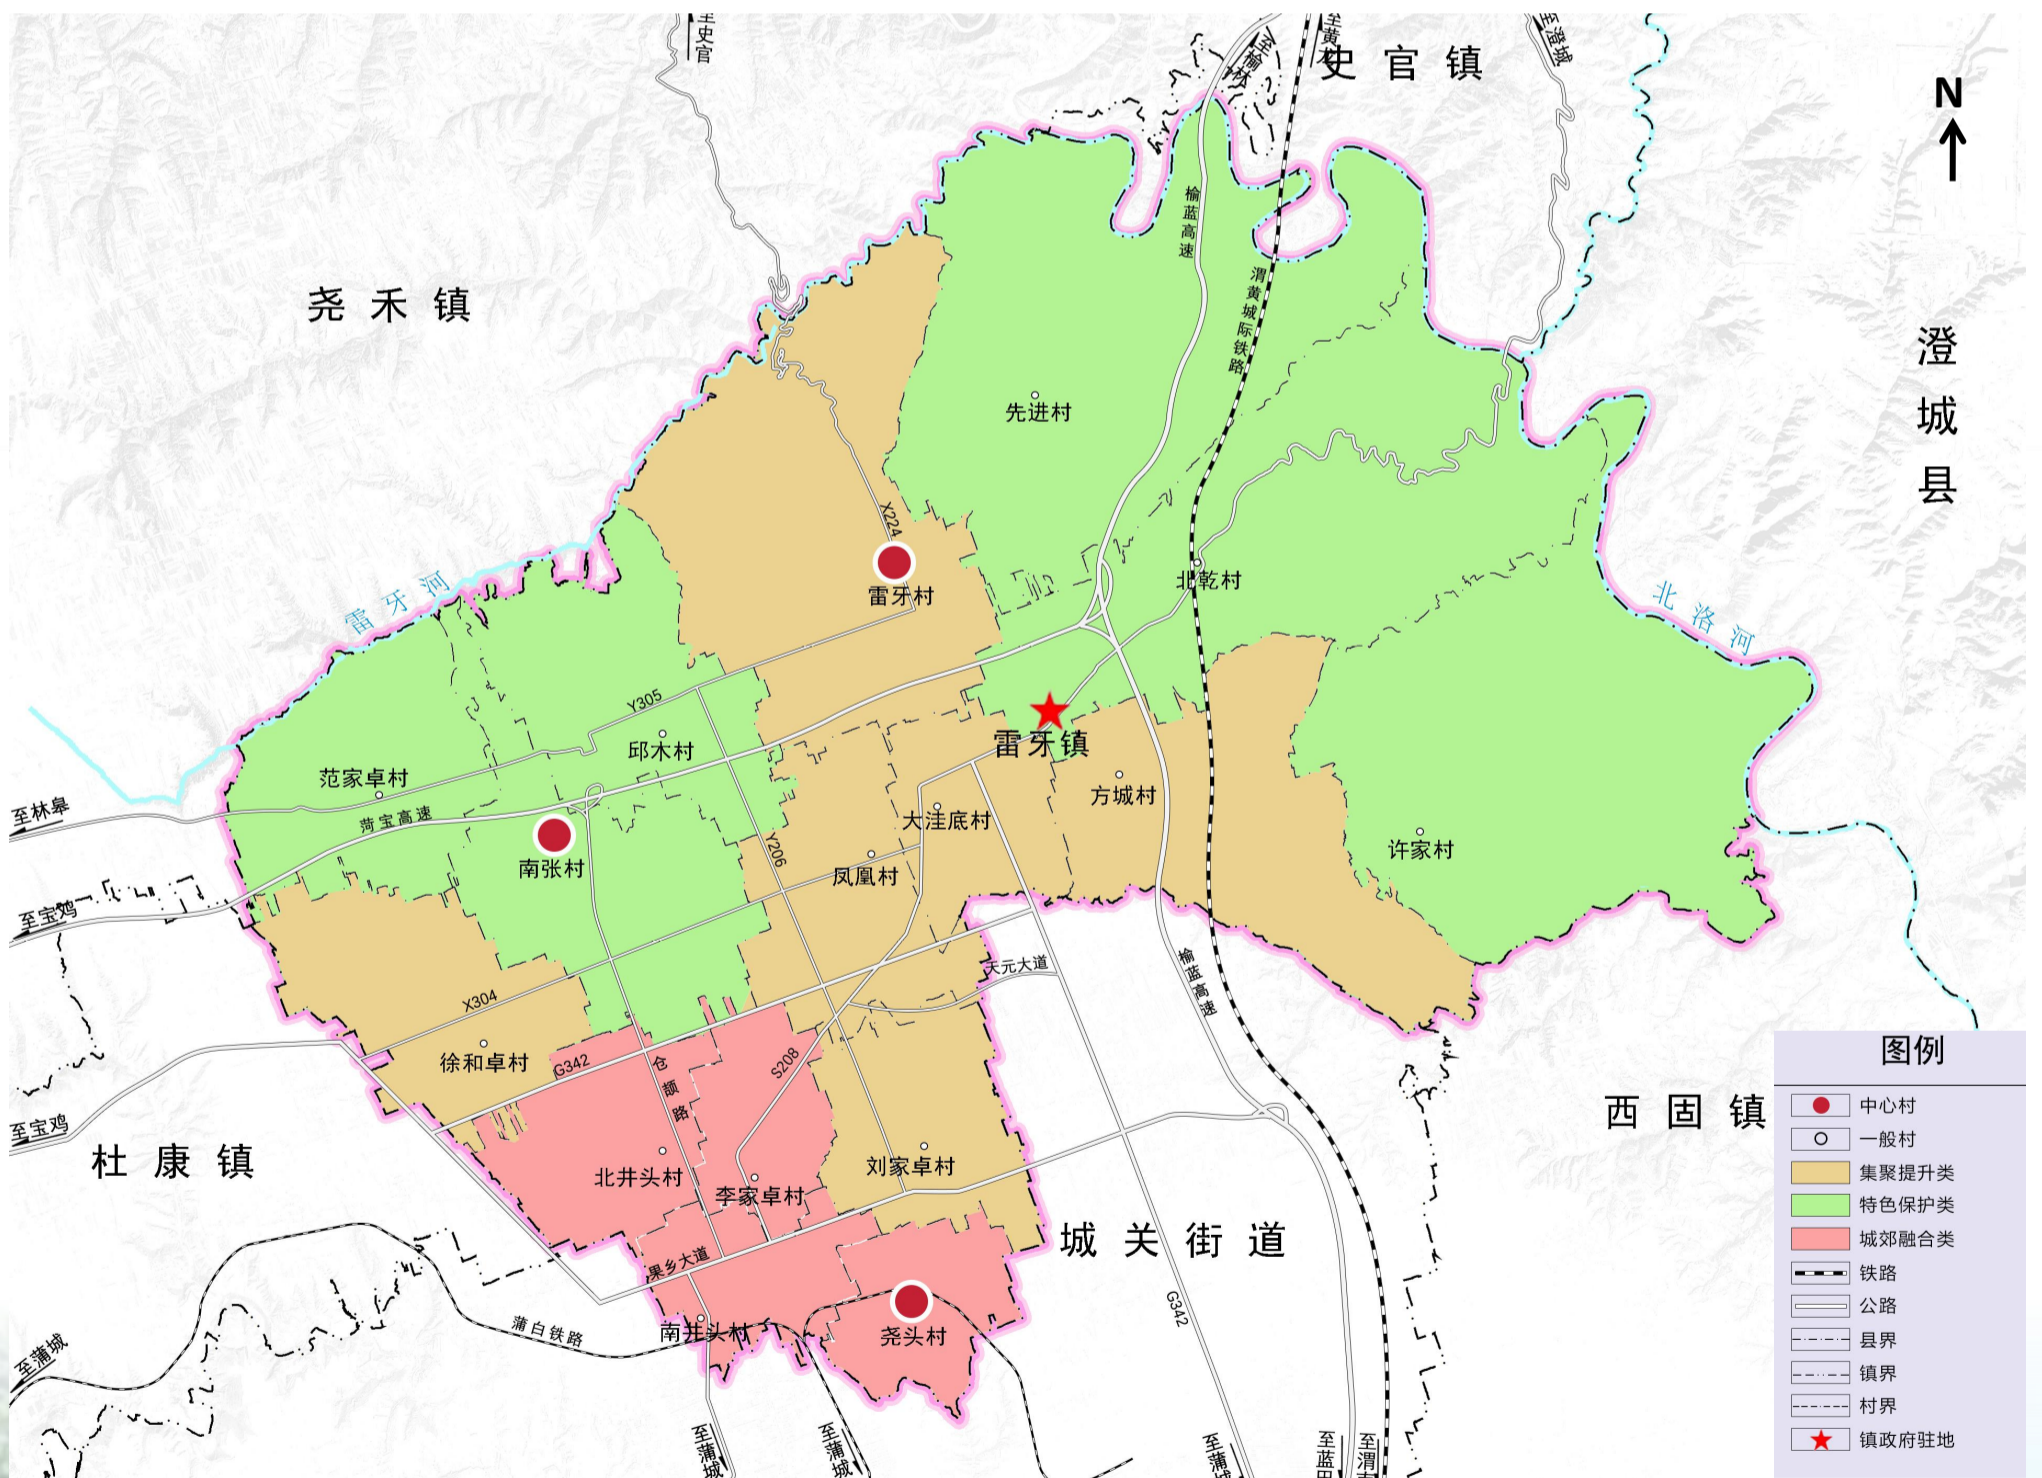 至史官
至榆林
史官镇
至澄城
N
榆蓝高速
渭黄城际铁路
尧禾镇
澄城县
先进村
X224
雷牙村
北乾村
雷牙河
北洛河
Y305
邱木村
雷牙镇
范家卓村
方城村
至林皋
菏宝高速
大洼底村
南张村
Y206
凤凰村
许家村
至宝鸡
天元大道
榆蓝高速
X304
徐和卓村
G342
仓颉路
S208
至宝鸡
杜康镇
西固镇
北井头村
李家卓村
刘家卓村
城关街道
果乡大道
G342
南井头村
尧头村
蒲白铁路
至蒲城
至蒲城
至蒲城
至蒲城
图例
中心村
一般村
集聚提升类
特色保护类
城郊融合类
铁路
公路
县界
镇界
村界
镇政府驻地